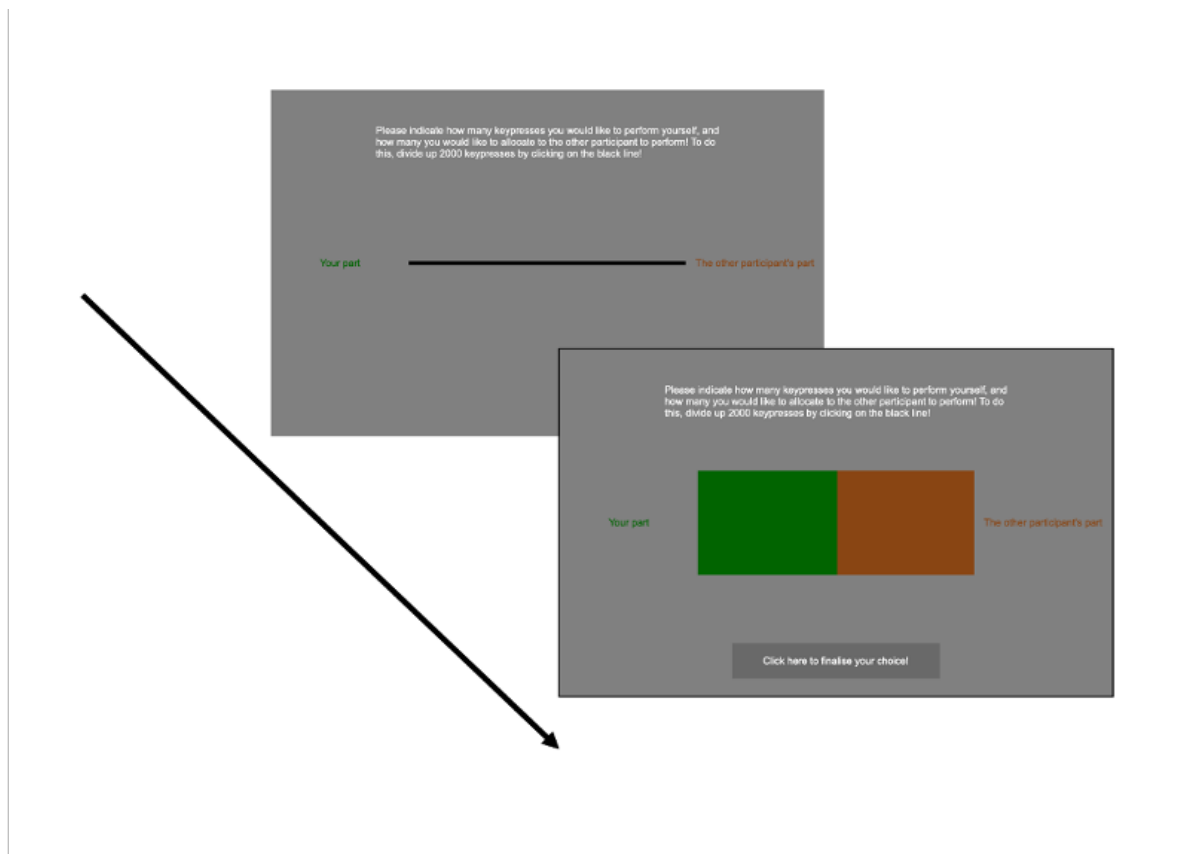 Please indicate how many keypresses you would like to perform yourself, and
how many you would like to allocate to the other participant to perform! To do
this, divide up 2000 keypresses by clicking on the black line!
Your part
The other participant's part
Please indicate how many keypresses you would like to perform yourself, and
how many you would like to allocate to the other participant to perform! To do
this, divide up 2000 keypresses by clicking on the black line!
Your part
The other participant's part
Click here to finalise your choice!